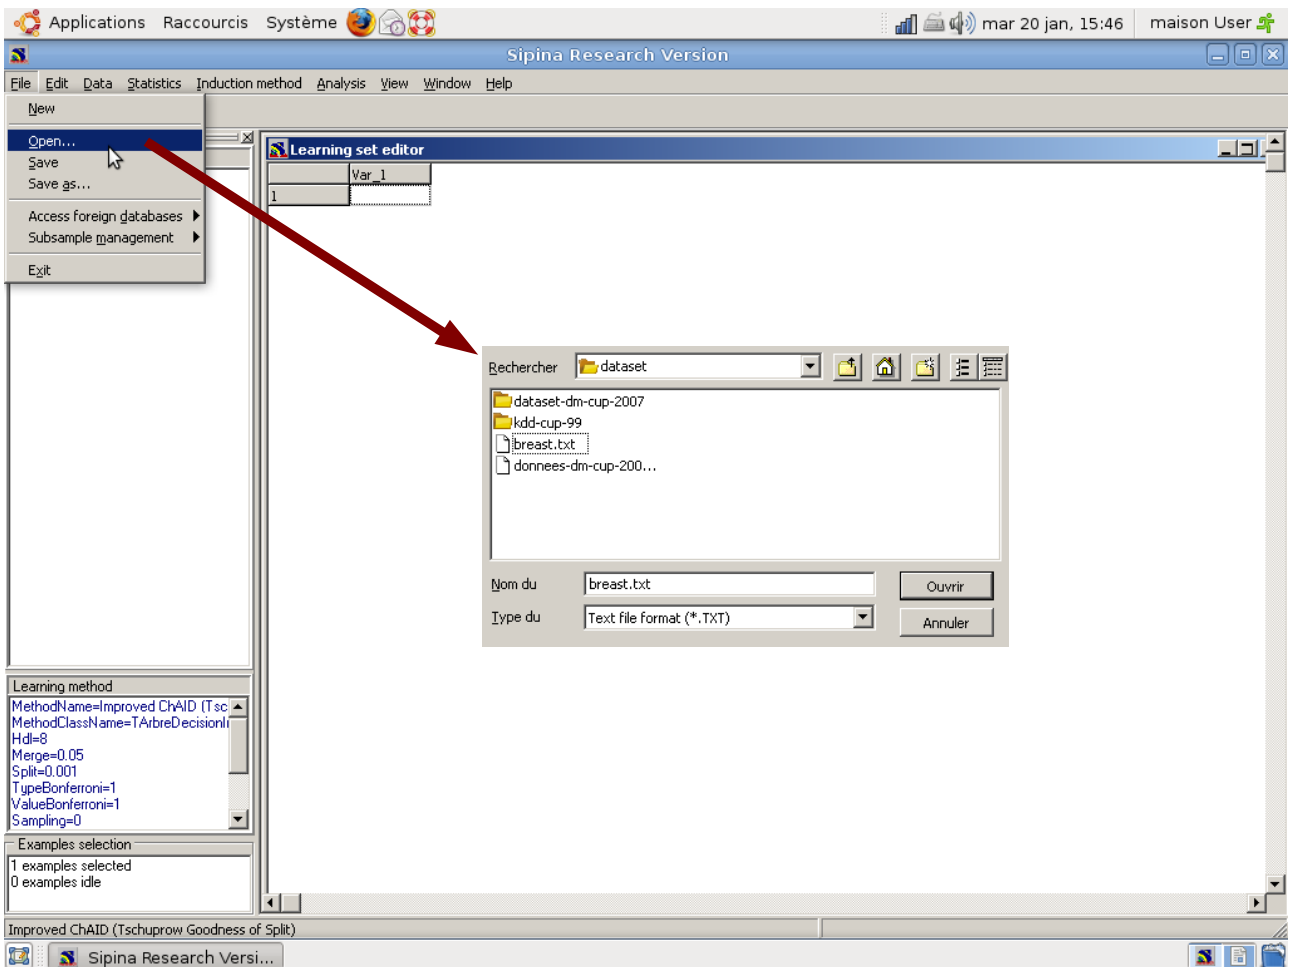 Applications Raccourcis Système mar 20 jan, 15:46 maison User
Sipina Research Version
File Edit Data Statistics Induction method Analysis View Window Help
New
Open...
Save
Save as...
Access foreign databases
Subsample management
Exit
Learning set editor
Var_1
1
Rechercher dataset
dataset-dm-cup-2007
kdd-cup-99
breast.txt
donnees-dm-cup-200...
Nom du breast.txt Ouvrir
Type du Text file format (*.TXT) Annuler
Learning method
MethodName=Improved ChAID (Tsc
MethodClassName=TArbreDecisionI
Hdl=8
Merge=0.05
Split=0.001
TypeBonferroni=1
ValueBonferroni=1
Sampling=0
Examples selection
1 examples selected
0 examples idle
Improved ChAID (Tschuprow Goodness of Split)
Sipina Research Versi...